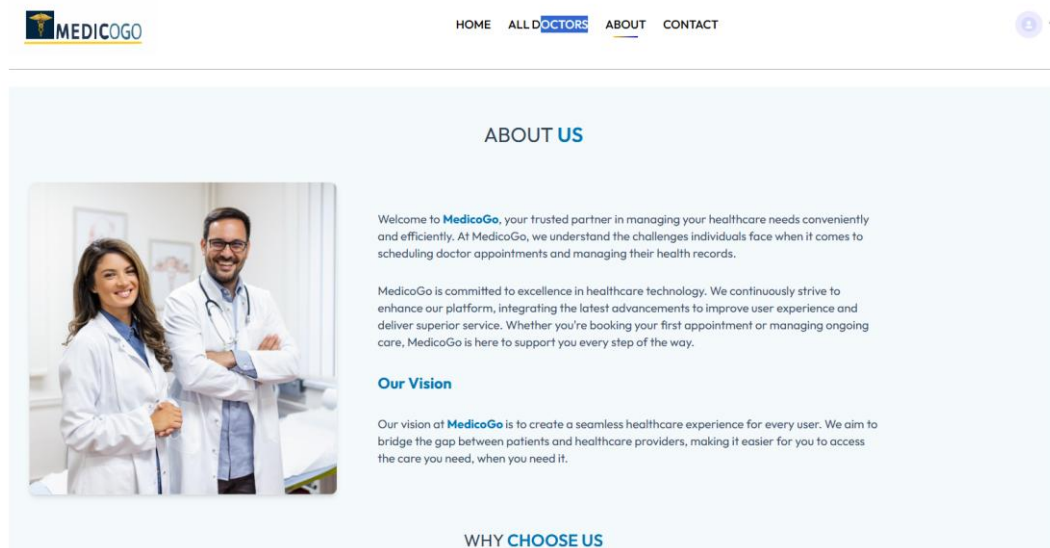 MEDICOGO
HOME ALL DOCTORS ABOUT CONTACT
ABOUT US
Welcome to MedicoGo, your trusted partner in managing your healthcare needs conveniently
and efficiently. At MedicoGo, we understand the challenges individuals face when it comes to
scheduling doctor appointments and managing their health records.
MedicoGo is committed to excellence in healthcare technology. We continuously strive to
enhance our platform, integrating the latest advancements to improve user experience and
deliver superior service. Whether you're booking your first appointment or managing ongoing
care, MedicoGo is here to support you every step of the way.
Our Vision
Our vision at MedicoGo is to create a seamless healthcare experience for every user. We aim to
bridge the gap between patients and healthcare providers, making it easier for you to access
the care you need, when you need it.
WHY CHOOSE US